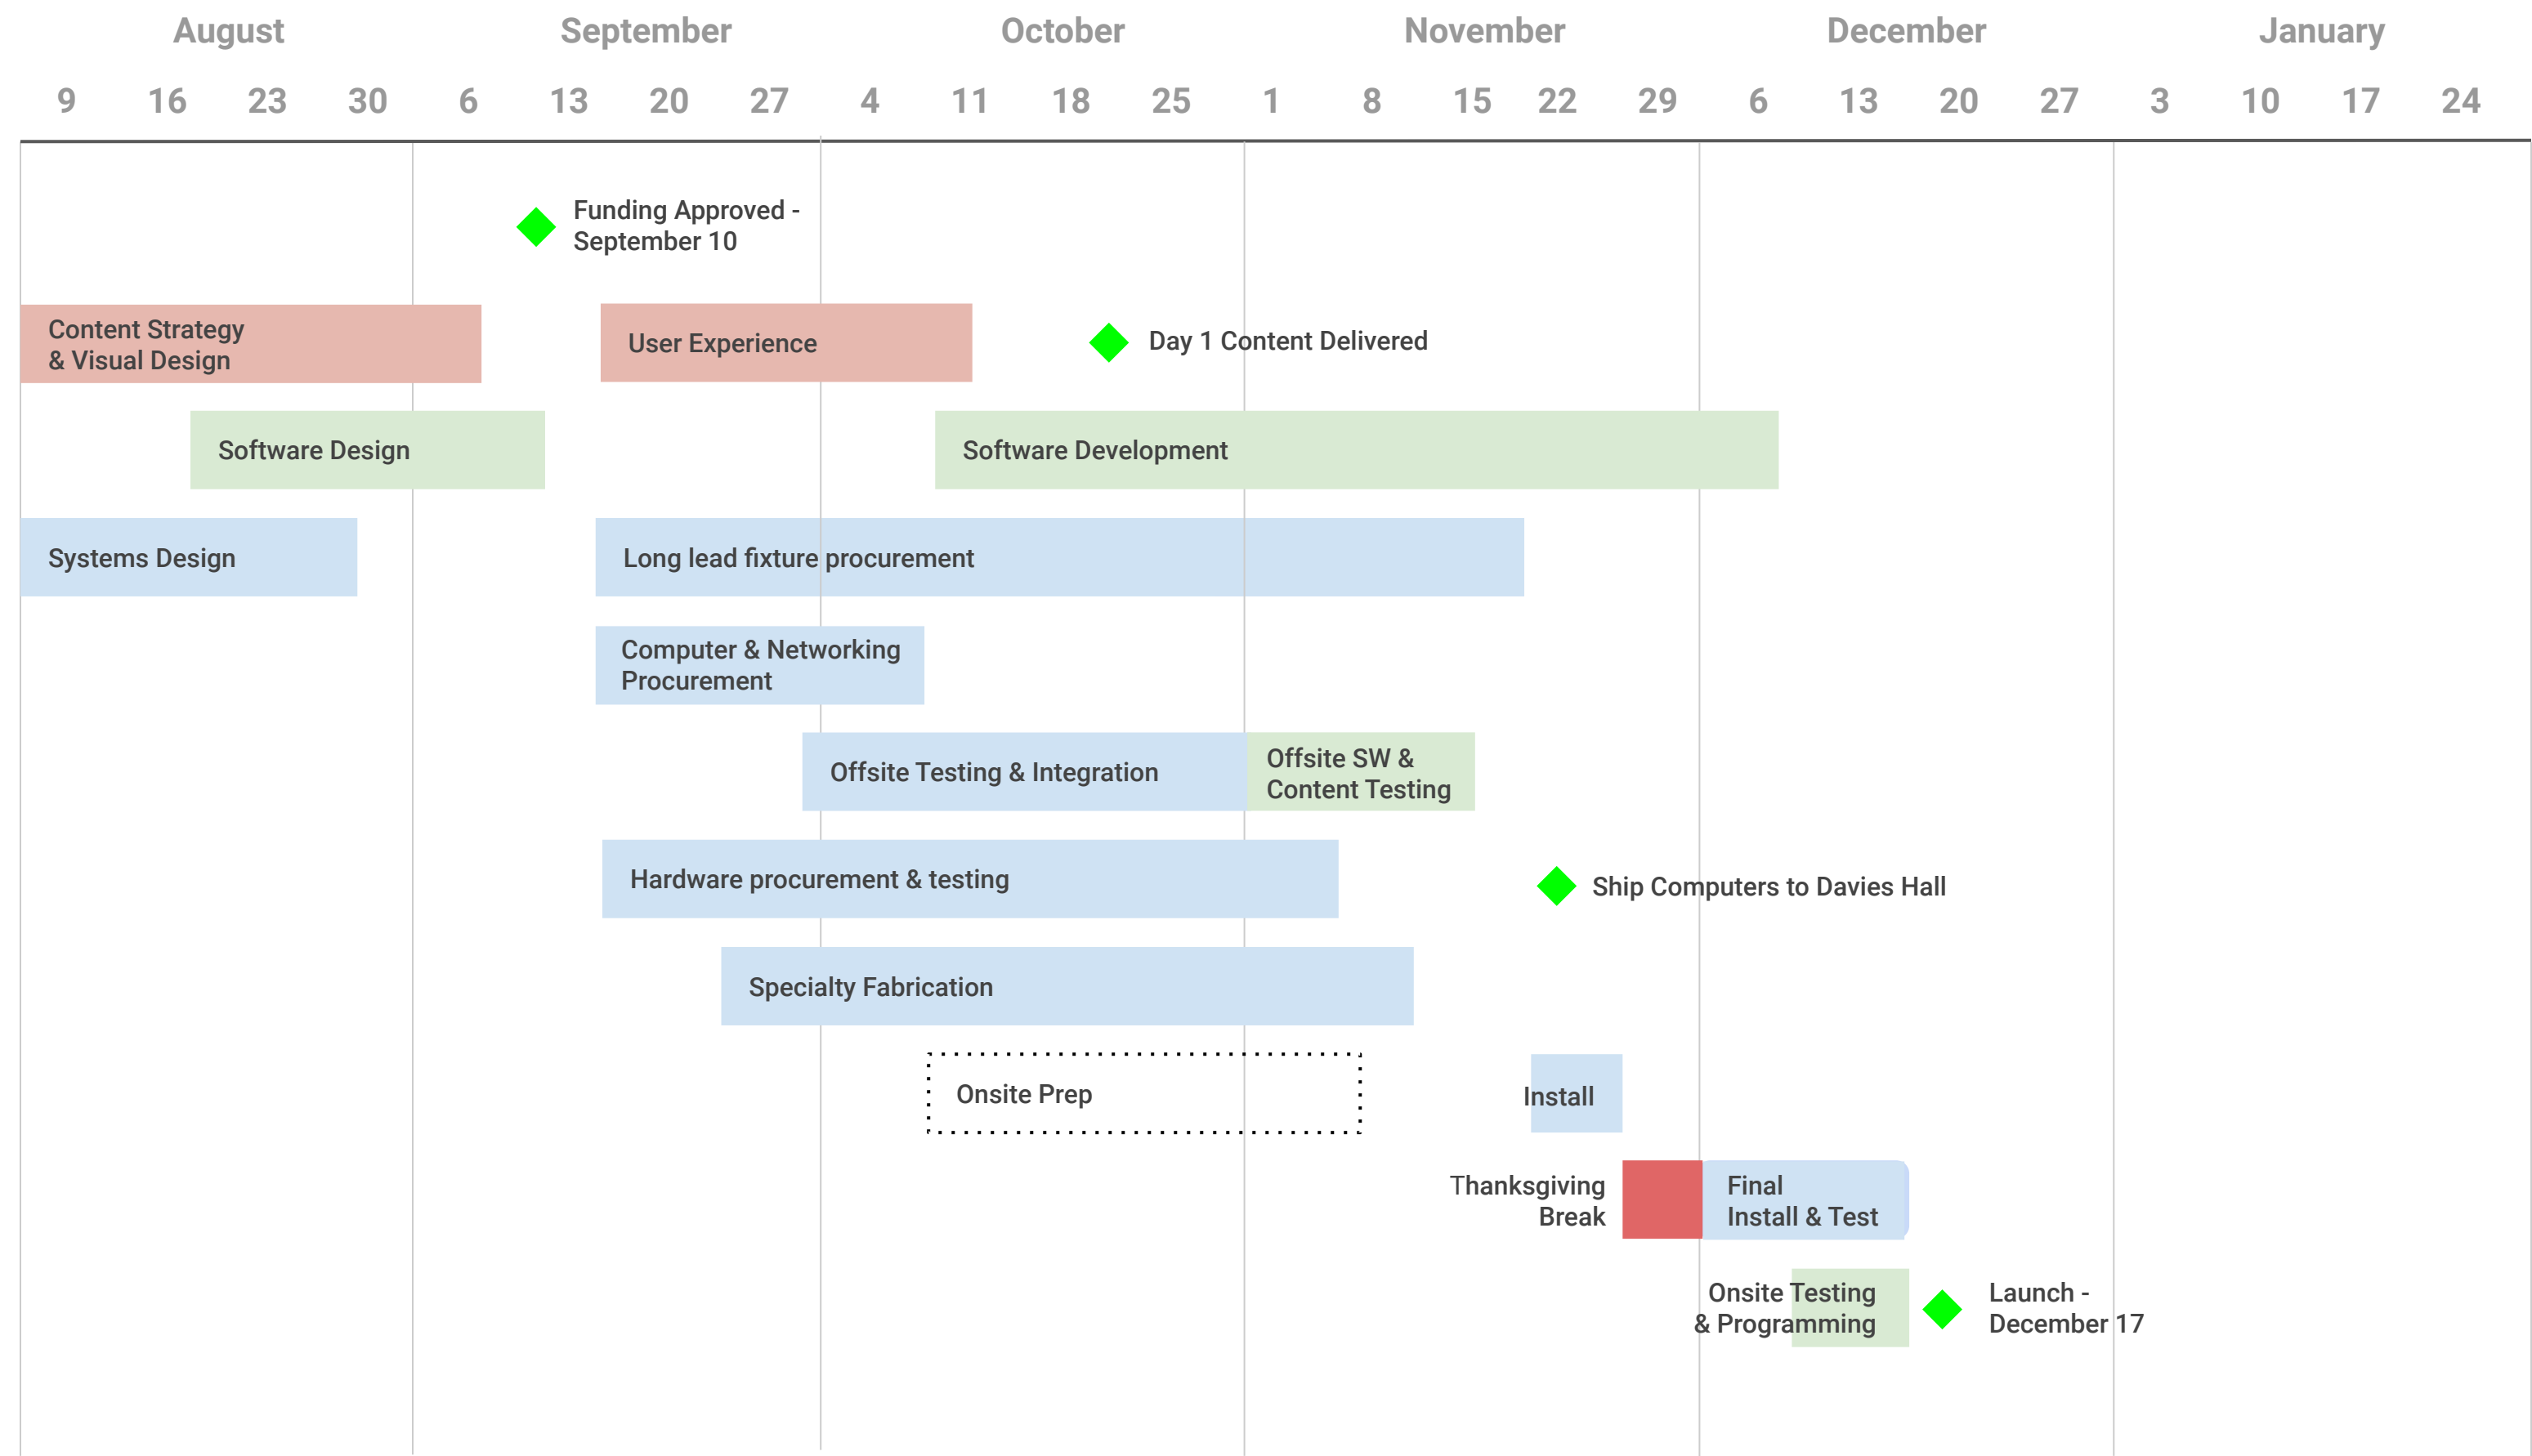 August September October November December January
9 16 23 30 6 13 20 27 4 11 18 25 1 8 15 22 29 6 13 20 27 3 10 17 24
Funding Approved -
September 10
Content Strategy
& Visual Design
User Experience
Day 1 Content Delivered
Software Design
Software Development
Systems Design
Long lead fixture procurement
Computer & Networking
Procurement
Offsite Testing & Integration
Offsite SW &
Content Testing
Hardware procurement & testing
Ship Computers to Davies Hall
Specialty Fabrication
Onsite Prep
Install
Thanksgiving
Break
Final
Install & Test
Onsite Testing
& Programming
Launch -
December 17